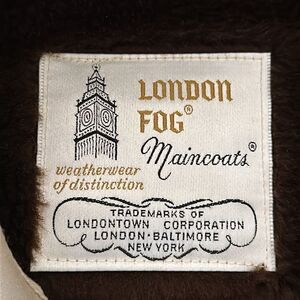 LONDON
FOG®
Maincoats®
weatherwear
of distinction
TRADEMARKS OF
LONDONTOWN CORPORATION
LONDON·BALTIMORE
NEW YORK